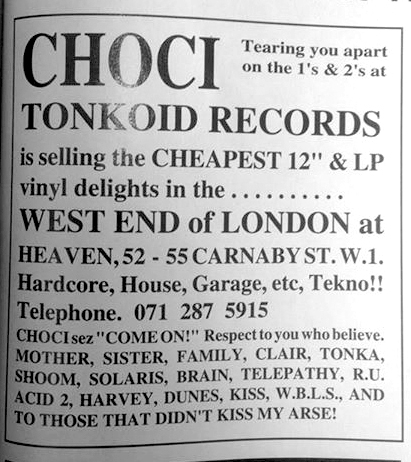 CHOCI Tearing you apart
on the 1's & 2's at
TONKOID RECORDS
is selling the CHEAPEST 12" & LP
vinyl delights in the . . . . . . . . . .
WEST END of LONDON at
HEAVEN, 52 - 55 CARNABY ST. W.1.
Hardcore, House, Garage, etc, Tekno!!
Telephone. 071 287 5915
CHOCI sez "COME ON!" Respect to you who believe.
MOTHER, SISTER, FAMILY, CLAIR, TONKA,
SHOOM, SOLARIS, BRAIN, TELEPATHY, R.U.
ACID 2, HARVEY, DUNES, KISS, W.B.L.S., AND
TO THOSE THAT DIDN'T KISS MY ARSE!